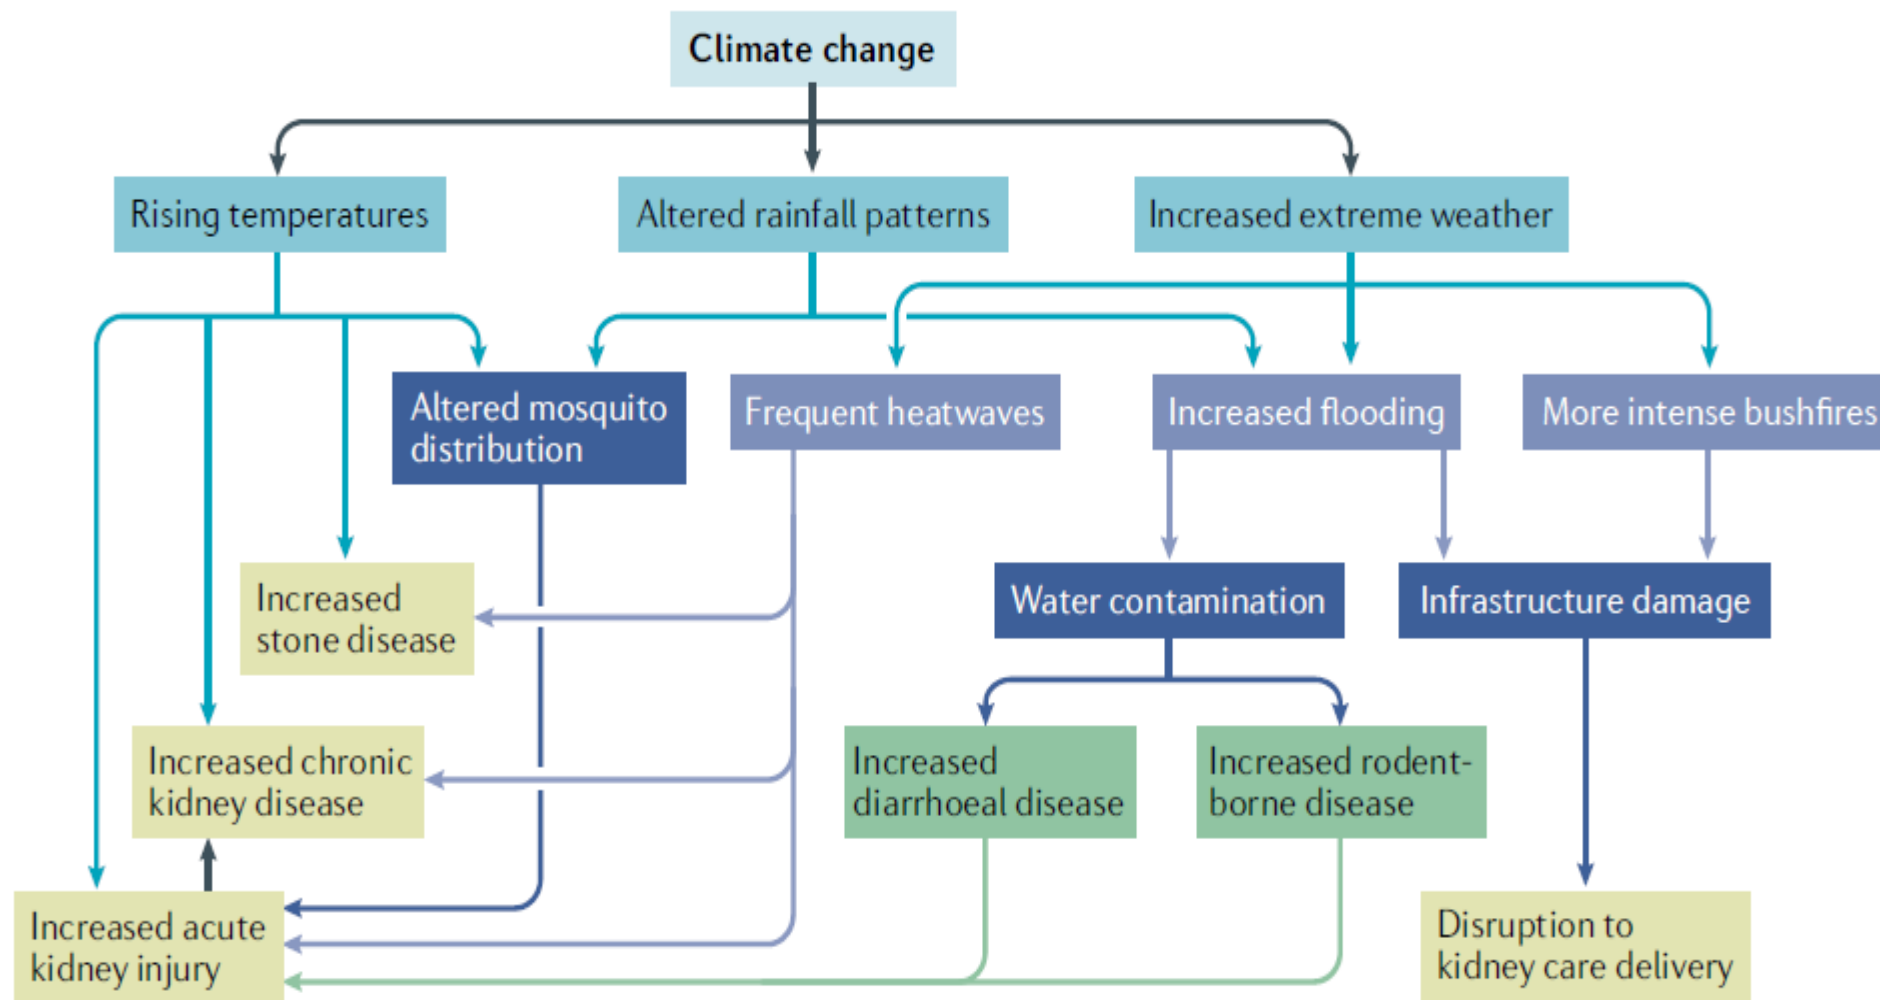 Climate change
Rising temperatures
Altered rainfall patterns
Increased extreme weather
Altered mosquito
distribution
Frequent heatwaves
Increased flooding
More intense bushfires
Increased
stone disease
Water contamination
Infrastructure damage
Increased chronic
kidney disease
Increased
diarrhoeal disease
Increased rodent-
borne disease
Increased acute
kidney injury
Disruption to
kidney care delivery